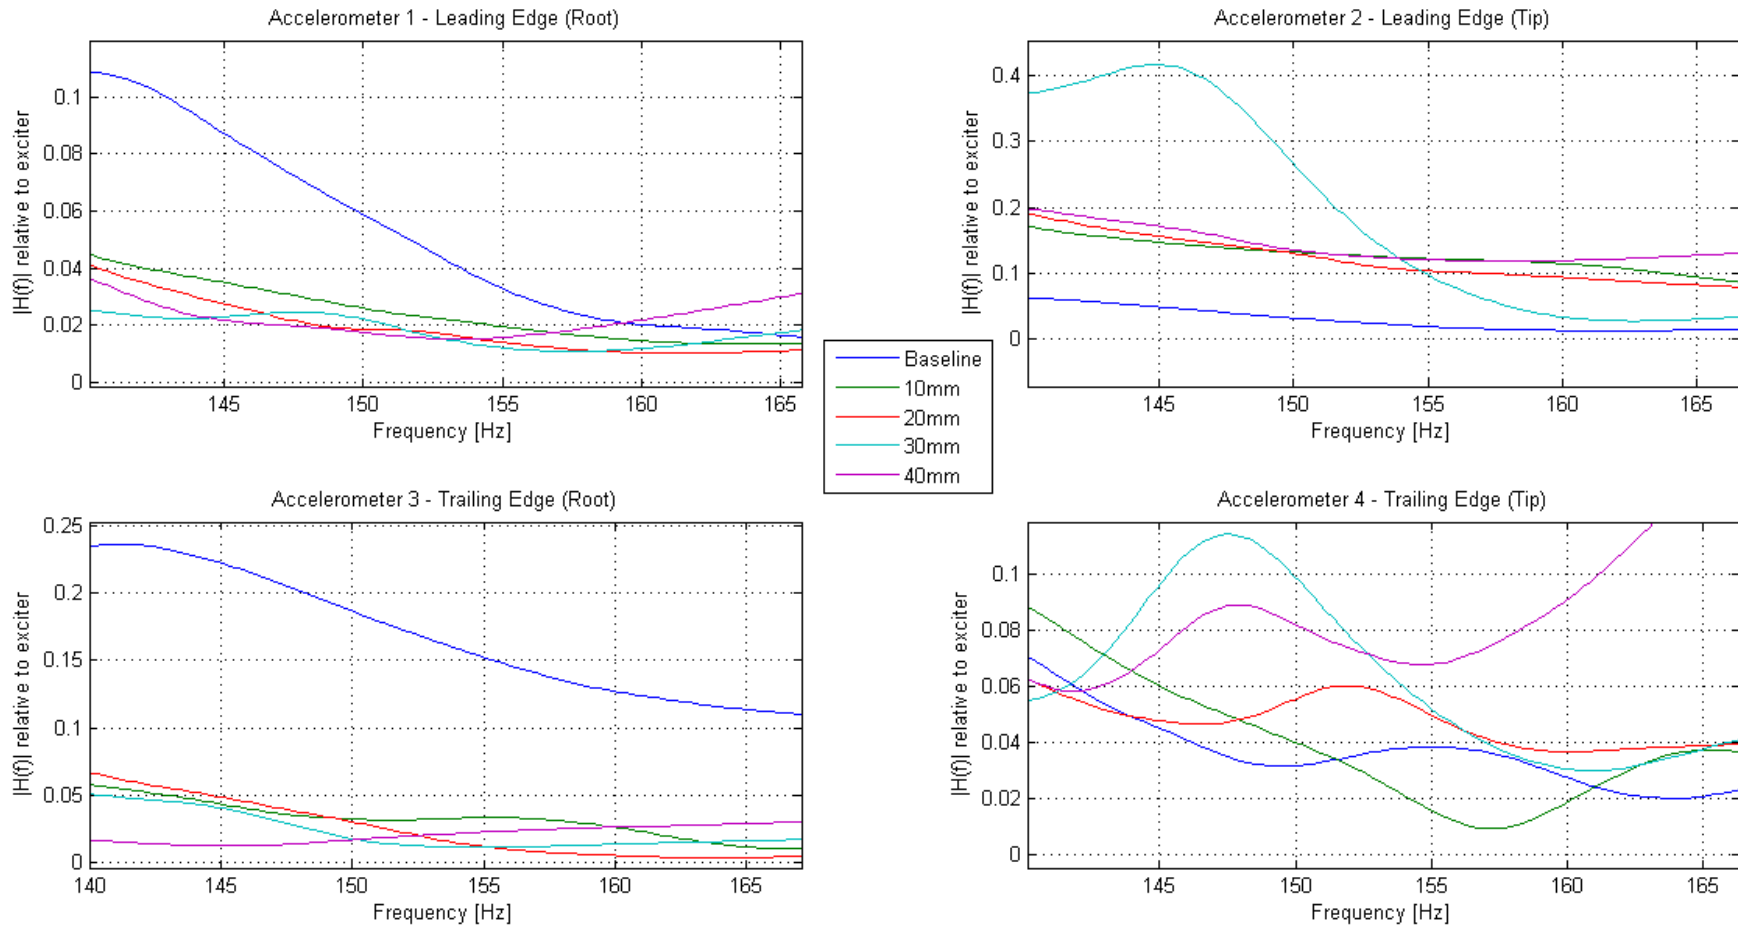 Accelerometer 1 - Leading Edge (Root)
|H(f)| relative to exciter
0.1
0.08
0.06
0.04
0.02
0
145
150
155
160
165
Frequency [Hz]
Accelerometer 2 - Leading Edge (Tip)
|H(f)| relative to exciter
0.4
0.3
0.2
0.1
0
145
150
155
160
165
Frequency [Hz]
Baseline
10mm
20mm
30mm
40mm
Accelerometer 3 - Trailing Edge (Root)
|H(f)| relative to exciter
0.25
0.2
0.15
0.1
0.05
0
140
145
150
155
160
165
Frequency [Hz]
Accelerometer 4 - Trailing Edge (Tip)
|H(f)| relative to exciter
0.1
0.08
0.06
0.04
0.02
0
145
150
155
160
165
Frequency [Hz]